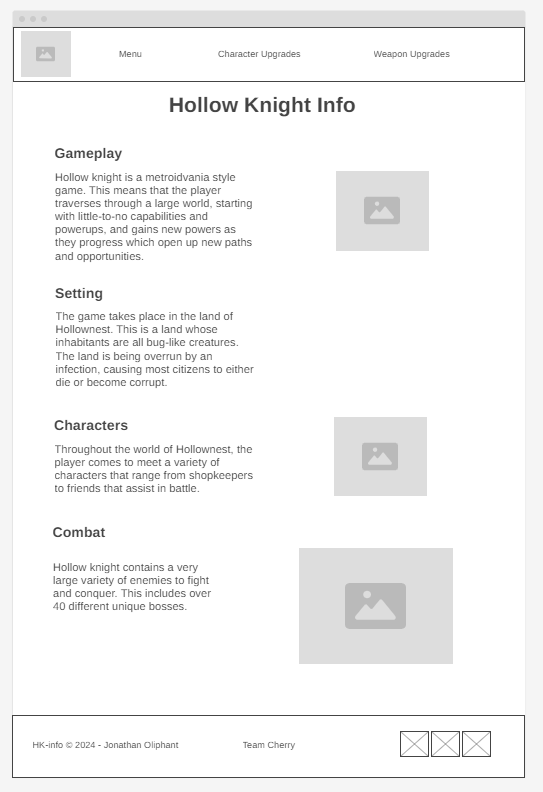 Menu
Character Upgrades
Weapon Upgrades
Hollow Knight Info
Gameplay
Hollow knight is a metroidvania style
game. This means that the player
traverses through a large world, starting
with little-to-no capabilities and
powerups, and gains new powers as
they progress which open up new paths
and opportunities.
Setting
The game takes place in the land of
Hollownest. This is a land whose
inhabitants are all bug-like creatures.
The land is being overrun by an
infection, causing most citizens to either
die or become corrupt.
Characters
Throughout the world of Hollownest, the
player comes to meet a variety of
characters that range from shopkeepers
to friends that assist in battle.
Combat
Hollow knight contains a very
large variety of enemies to fight
and conquer. This includes over
40 different unique bosses.
HK-info © 2024 - Jonathan Oliphant
Team Cherry